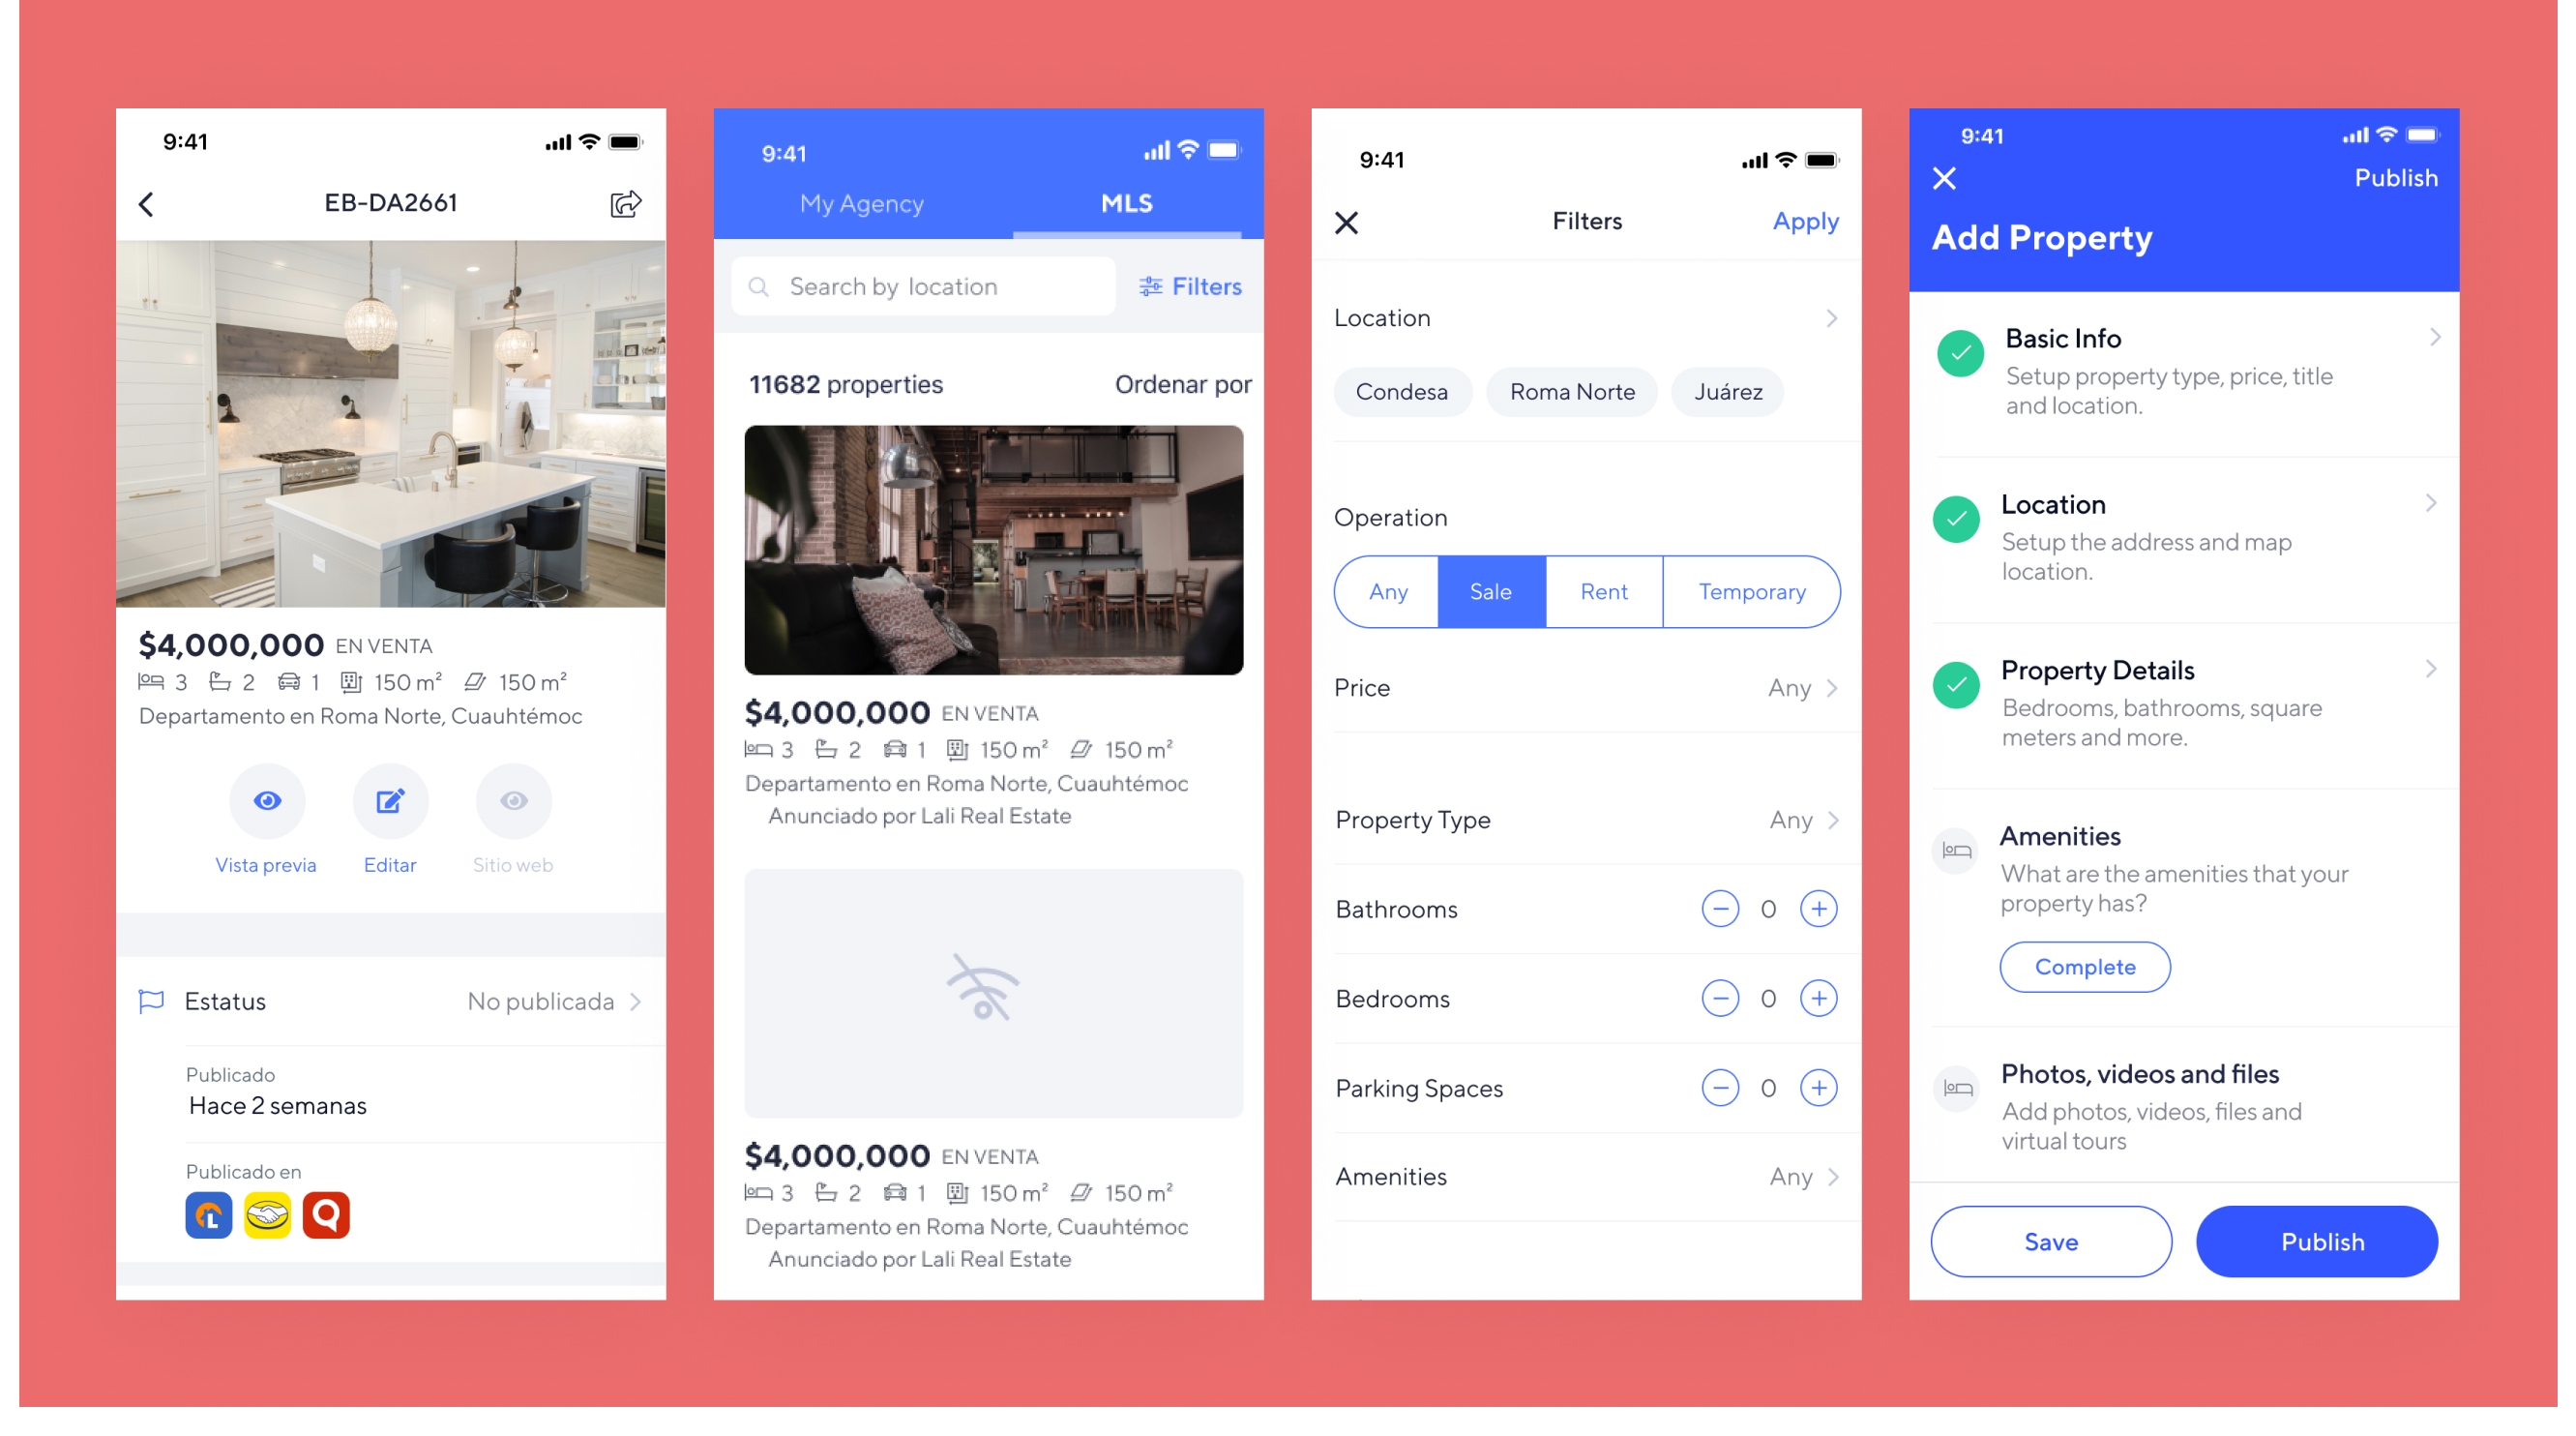 9:41
EB-DA2661
$4,000,000 EN VENTA
3 2 1 150 m² 150 m²
Departamento en Roma Norte, Cuauhtémoc
Vista previa Editar Sitio web
Estatus No publicada
Publicado
Hace 2 semanas
Publicado en
9:41
My Agency MLS
Search by location Filters
11682 properties Ordenar por
$4,000,000 EN VENTA
3 2 1 150 m² 150 m²
Departamento en Roma Norte, Cuauhtémoc
Anunciado por Lali Real Estate
$4,000,000 EN VENTA
3 2 1 150 m² 150 m²
Departamento en Roma Norte, Cuauhtémoc
Anunciado por Lali Real Estate
9:41
Filters Apply
Location
Condesa Roma Norte Juárez
Operation
Any Sale Rent Temporary
Price Any
Property Type Any
Bathrooms 0
Bedrooms 0
Parking Spaces 0
Amenities Any
9:41
Publish
Add Property
Basic Info
Setup property type, price, title
and location.
Location
Setup the address and map
location.
Property Details
Bedrooms, bathrooms, square
meters and more.
Amenities
What are the amenities that your
property has?
Complete
Photos, videos and files
Add photos, videos, files and
virtual tours
Save Publish